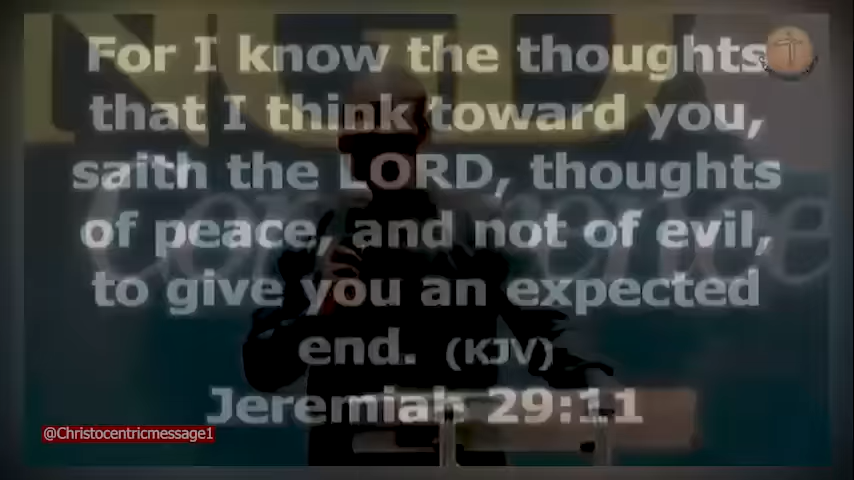 For I know the thoughts
that I think toward you,
saith the LORD, thoughts
of peace, and not of evil,
to give you an expected
end. (KJV)
Jeremiah 29:11
@Christocentricmessage1